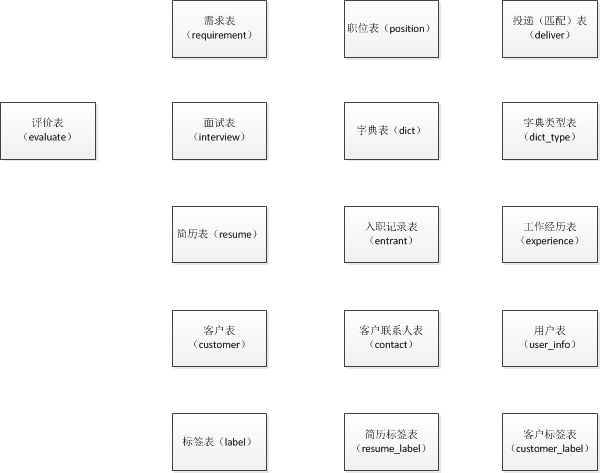 需求表
（requirement）
职位表（position）
投递（匹配）表
（deliver）
评价表
（evaluate）
面试表
（interview）
字典表（dict）
字典类型表
（dict_type）
简历表（resume）
入职记录表
（entrant）
工作经历表
（experience）
客户表
（customer）
客户联系人表
（contact）
用户表
（user_info）
标签表（label）
简历标签表
（resume_label）
客户标签表
（customer_label）